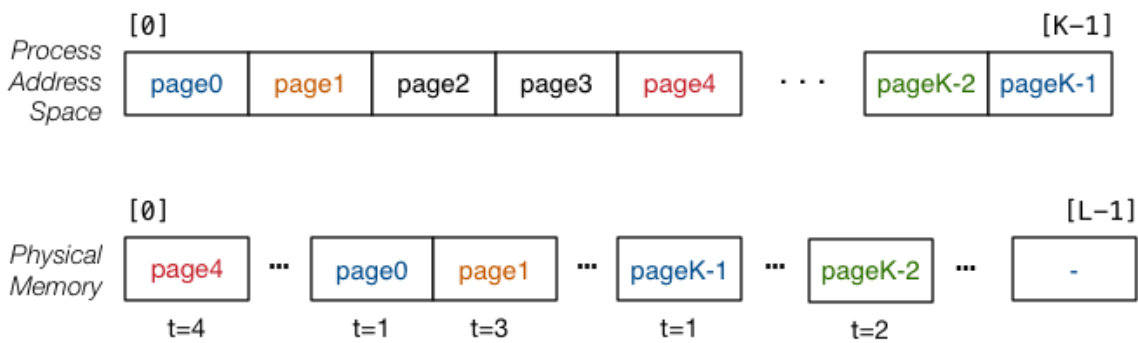 [0] [K-1]
Process
Address
Space
page0 page1 page2 page3 page4 . . . pageK-2 pageK-1
[0] [L-1]
Physical
Memory
page4 ... page0 page1 ... pageK-1 ... pageK-2 ... -
t=4 t=1 t=3 t=1 t=2